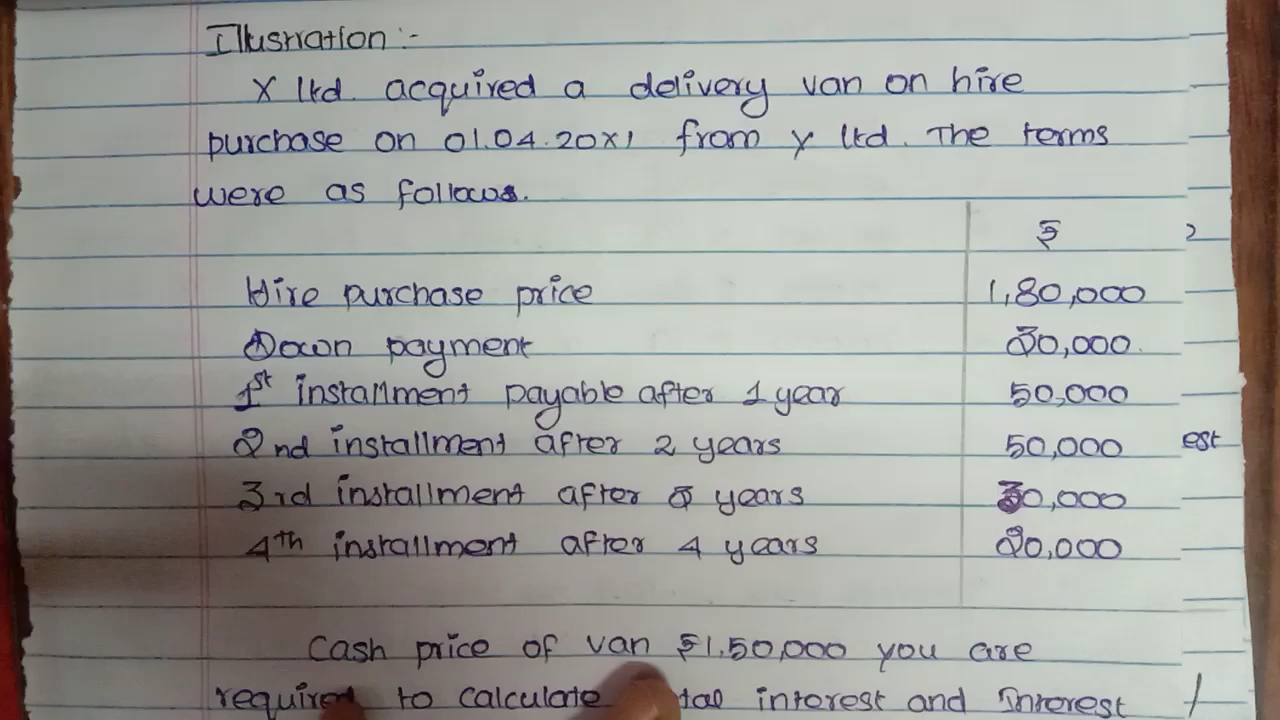 Illustration :-
X ltd. acquired a delivery van on hire
purchase on 01.04.20X1 from Y ltd. The terms
were as follows.
₹
Hire purchase price 1,80,000
Down payment 30,000
1st installment payable after 1 year 50,000
2nd installment after 2 years 50,000 est
3rd installment after years 30,000
4th installment after 4 years 20,000
Cash price of van ₹1,50,000 you are
required to calculate interest and Interest